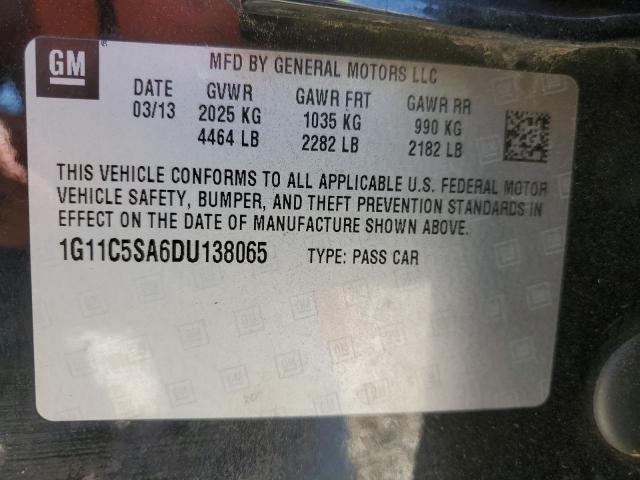 GM
MFD BY GENERAL MOTORS LLC
DATE GVWR GAWR FRT GAWR RR
03/13 2025 KG 1035 KG 990 KG
4464 LB 2282 LB 2182 LB
THIS VEHICLE CONFORMS TO ALL APPLICABLE U.S. FEDERAL MOTOR
VEHICLE SAFETY, BUMPER, AND THEFT PREVENTION STANDARDS IN
EFFECT ON THE DATE OF MANUFACTURE SHOWN ABOVE.
1G11C5SA6DU138065 TYPE: PASS CAR